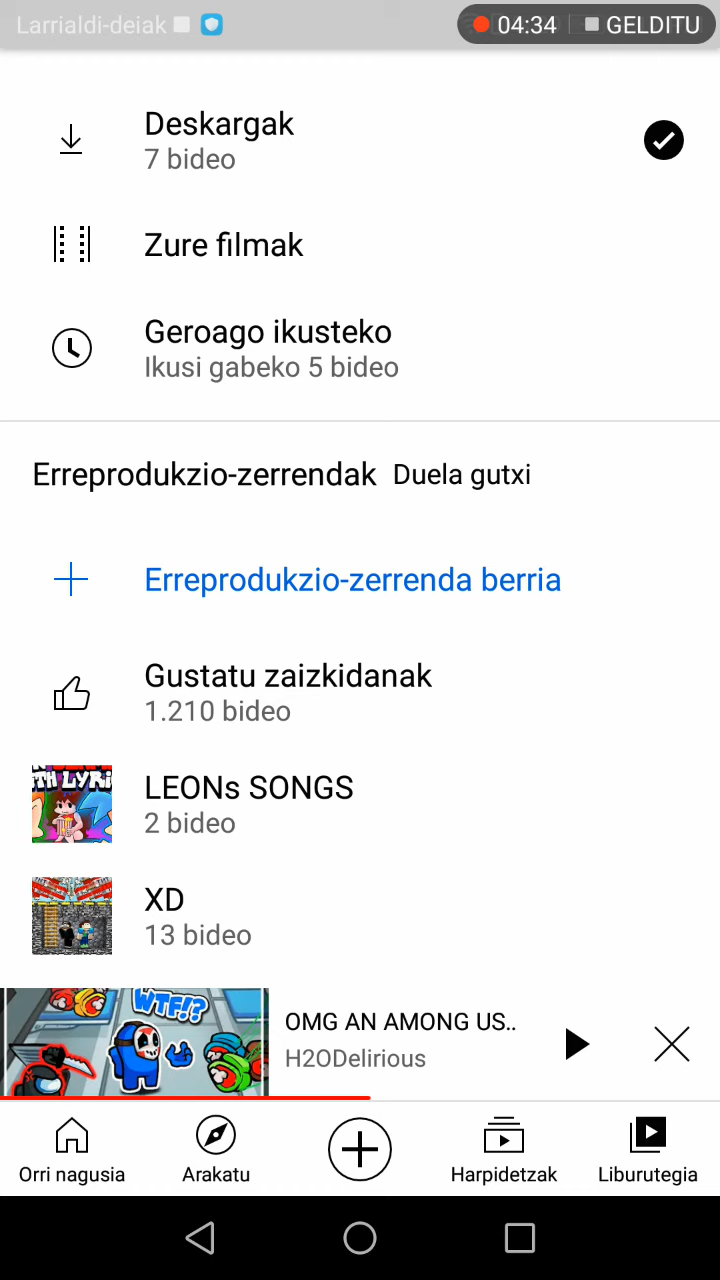 Larrialdi-deiak
04:34
GELDITU
Deskargak
7 bideo
Zure filmak
Geroago ikusteko
Ikusi gabeko 5 bideo
Erreprodukzio-zerrendak Duela gutxi
Erreprodukzio-zerrenda berria
Gustatu zaizkidanak
1.210 bideo
LEONs SONGS
2 bideo
XD
13 bideo
WTF!?
OMG AN AMONG US..
H2ODelirious
Orri nagusia
Arakatu
Harpidetzak
Liburutegia